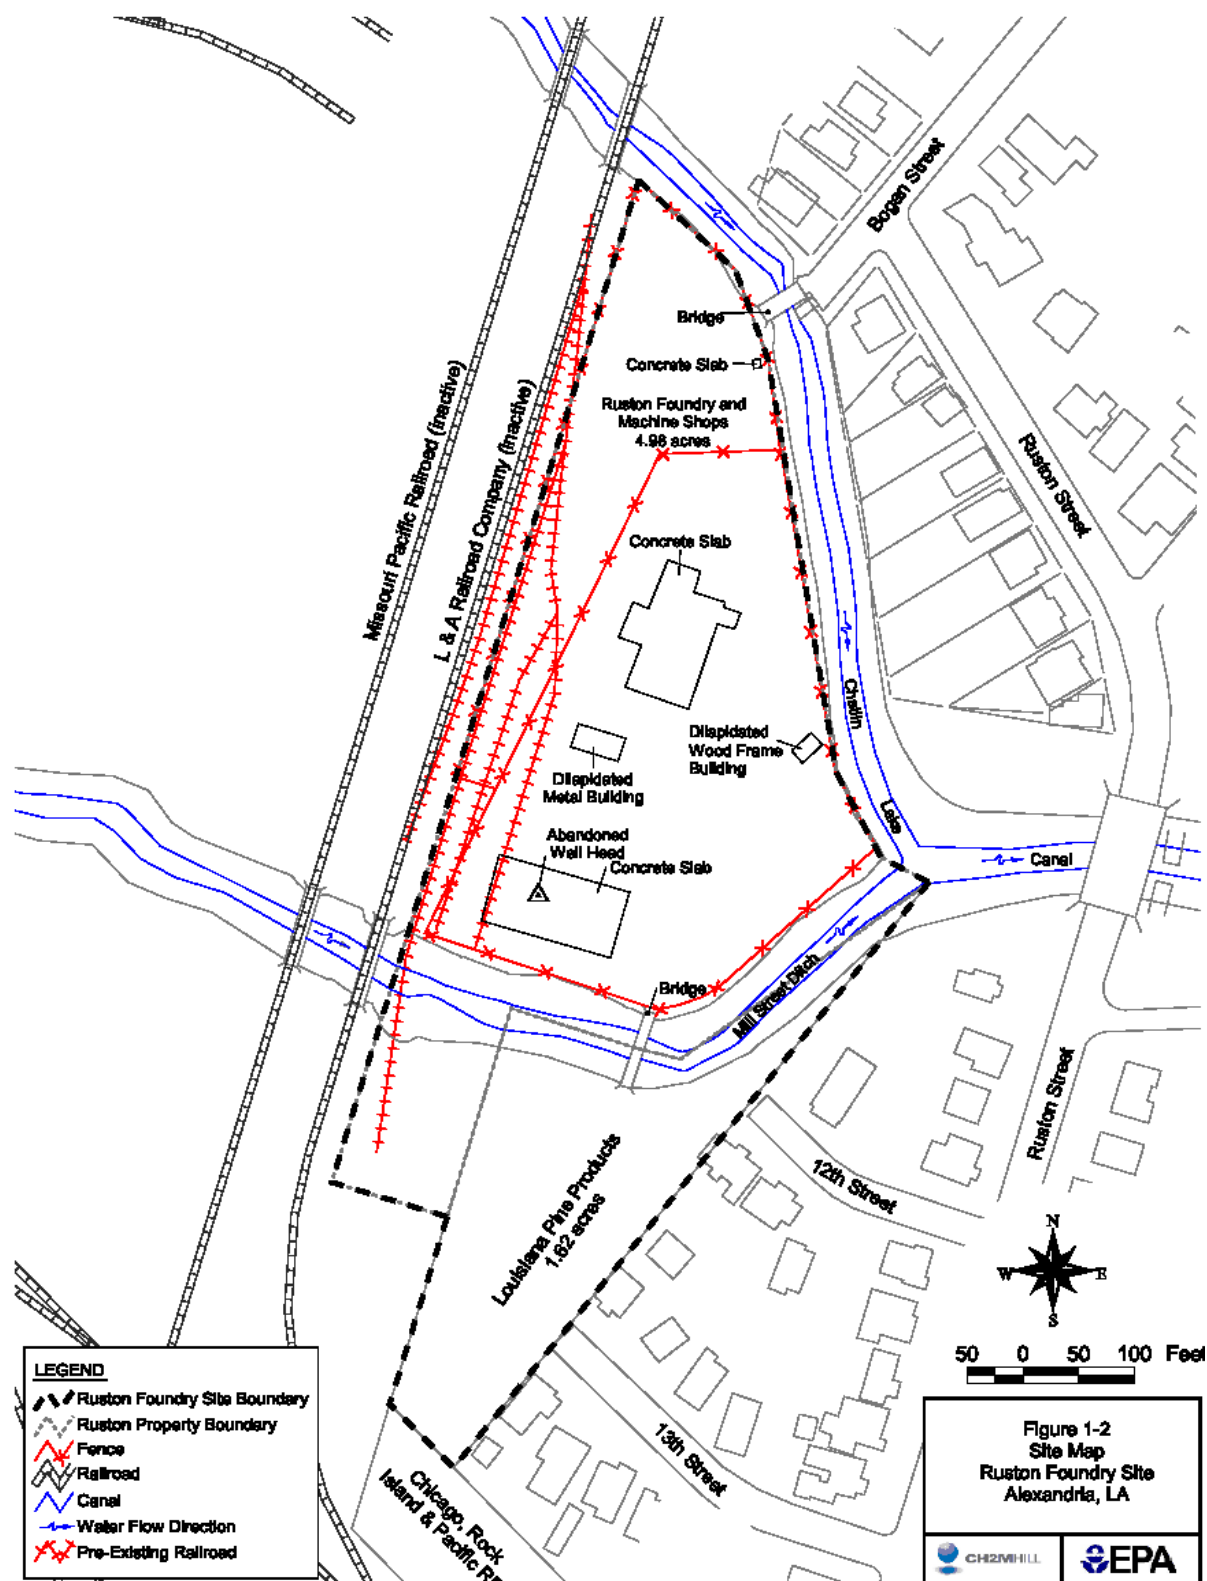 Bogan Street
Bridge
Concrete Slab
Ruston Foundry and
Machine Shops
4.98 acres
Missouri Pacific Railroad (inactive)
L & A Railroad Company (inactive)
Ruston Street
Concrete Slab
Chatlin
Dilapidated
Wood Frame
Building
Dilapidated
Metal Building
Lake
Canal
Abandoned
Well Head
Concrete Slab
Bridge
Mill Street Ditch
Ruston Street
12th Street
Louisiana Pine Products
1.62 acres
N
W
E
S
50 0 50 100 Feet
13th Street
Chicago, Rock
Island & Pacific RR
LEGEND
Ruston Foundry Site Boundary
Ruston Property Boundary
Fence
Railroad
Canal
Water Flow Direction
Pre-Existing Railroad
Figure 1-2
Site Map
Ruston Foundry Site
Alexandria, LA
CH2MHILL
EPA